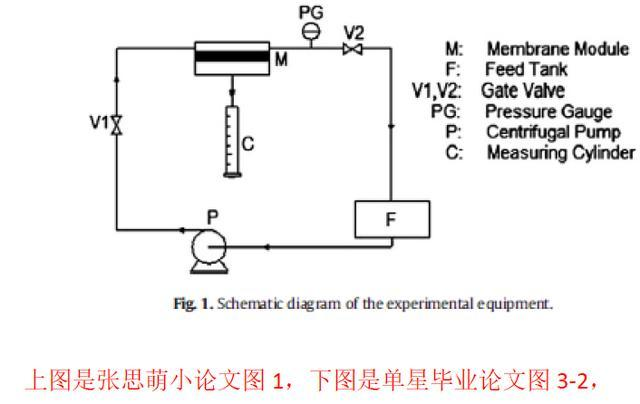 PG
V2
M
M: Membrane Module
F: Feed Tank
V1,V2: Gate Valve
PG: Pressure Gauge
P: Centrifugal Pump
C: Measuring Cylinder
V1
C
P
F
Fig. 1. Schematic diagram of the experimental equipment.
上图是张思萌小论文图 1，下图是单星毕业论文图 3-2，